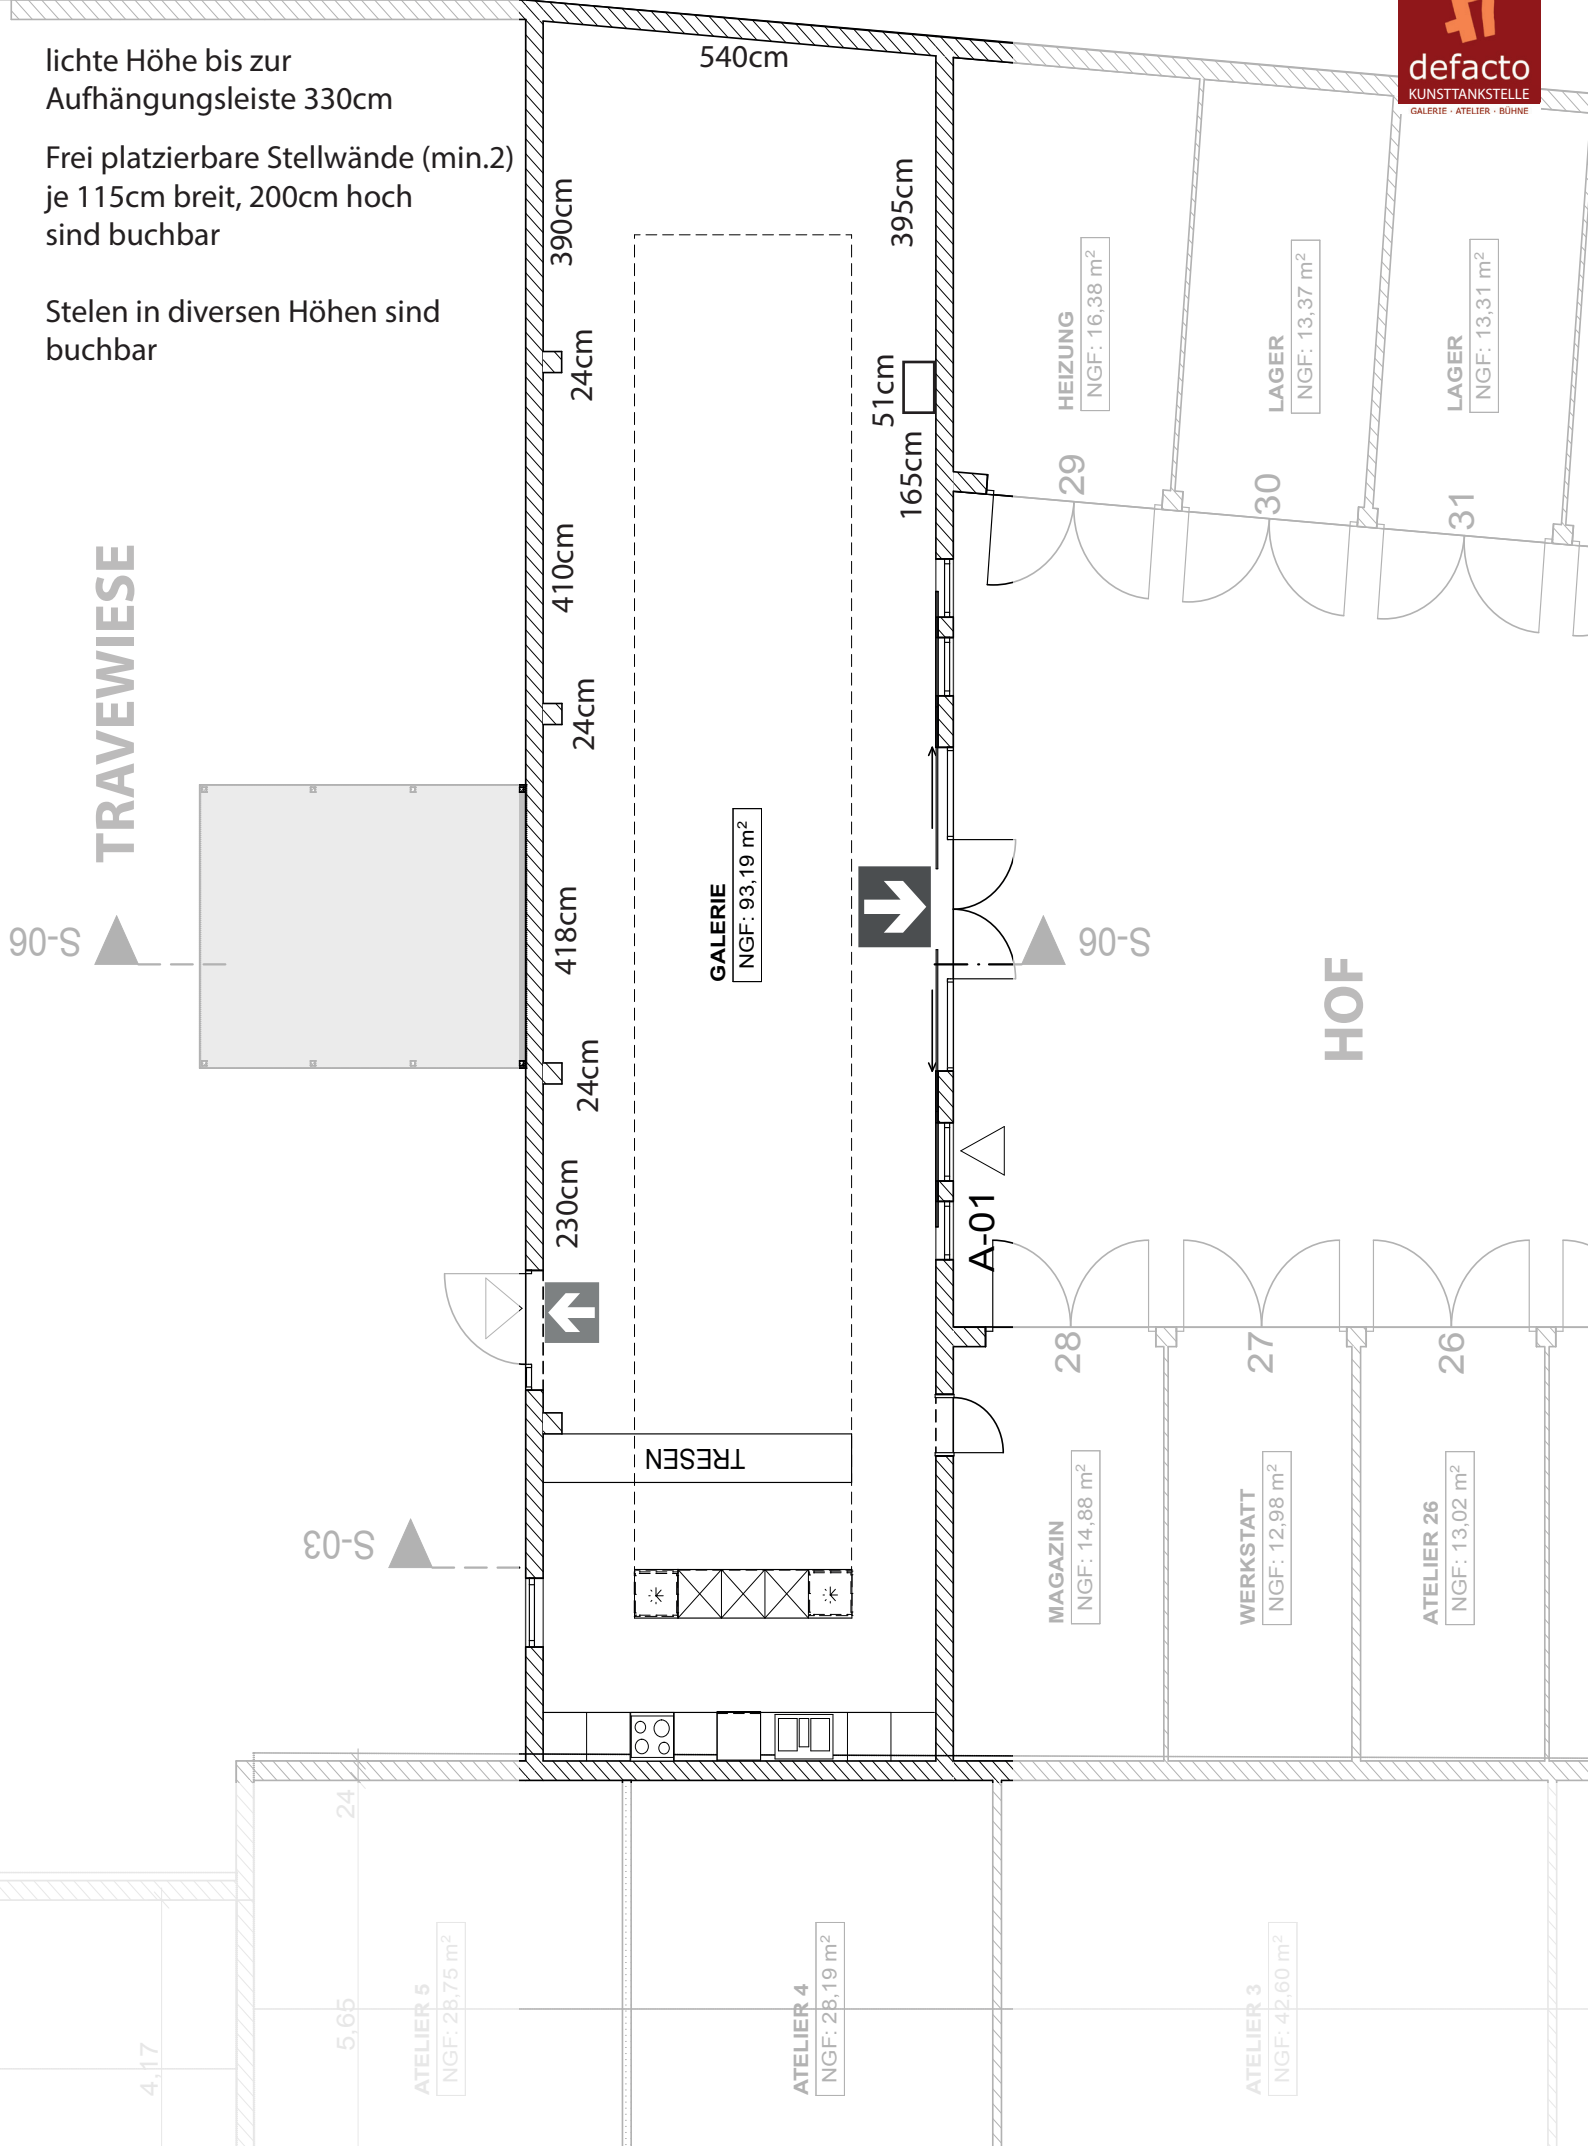 lichte Höhe bis zur
Aufhängungsleiste 330cm
Frei platzierbare Stellwände (min.2)
je 115cm breit, 200cm hoch
sind buchbar
Stelen in diversen Höhen sind
buchbar
defacto
KUNSTTANKSTELLE
GALERIE · ATELIER · BÜHNE
540cm
390cm
395cm
24cm
51cm
165cm
410cm
24cm
418cm
24cm
230cm
TRAVEWIESE
HEIZUNG
NGF: 16,38 m²
29
LAGER
NGF: 13,37 m²
30
LAGER
NGF: 13,31 m²
31
GALERIE
NGF: 93,19 m²
S-06
S-06
HOF
A-01
TRESEN
S-03
28
27
26
MAGAZIN
NGF: 14,88 m²
WERKSTATT
NGF: 12,98 m²
ATELIER 26
NGF: 13,02 m²
24
5,65
4,17
ATELIER 5
NGF: 28,75 m²
ATELIER 4
NGF: 28,19 m²
ATELIER 3
NGF: 42,60 m²